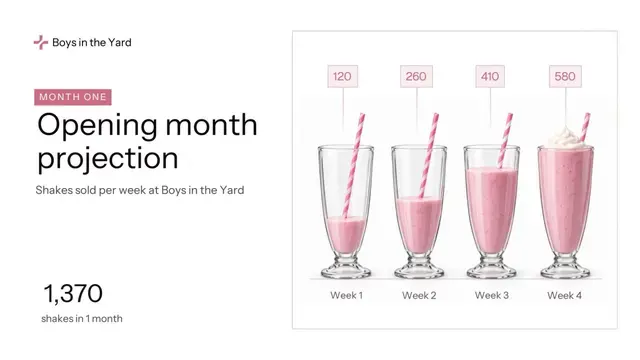 Boys in the Yard
MONTH ONE
Opening month
projection
Shakes sold per week at Boys in the Yard
1,370
shakes in 1 month
120
260
410
580
Week 1
Week 2
Week 3
Week 4